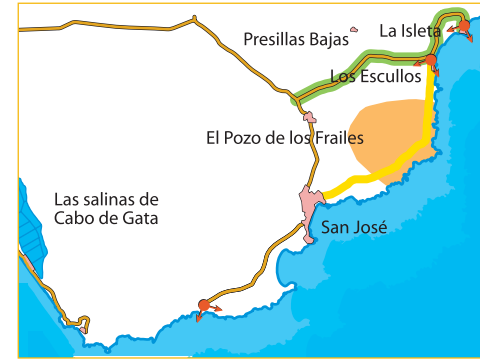 La Isleta
Presillas Bajas
Los Escullos
El Pozo de los Frailes
Las salinas de
Cabo de Gata
San José